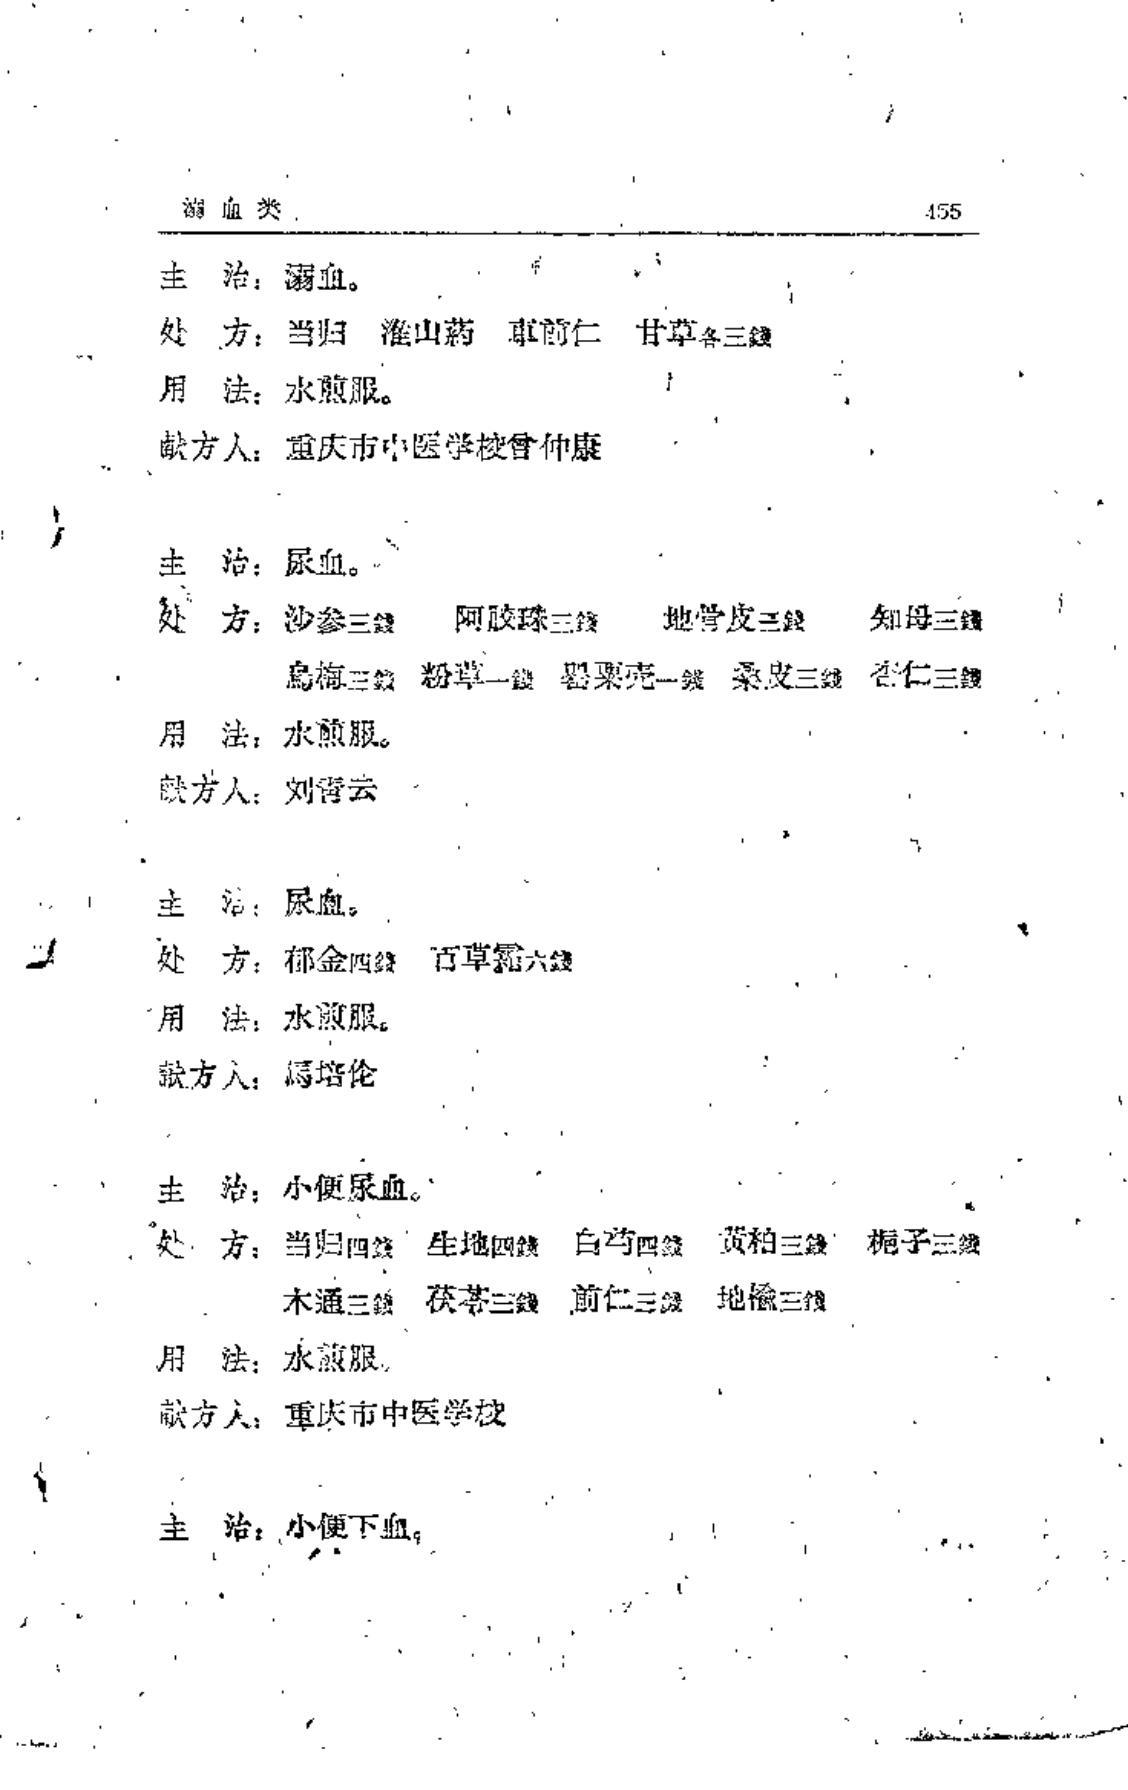 溺血类 455
主 治：溺血。
处 方：当归 淮山药 車前仁 甘草各三錢
用 法：水煎服。
献方人：重庆市中医学校曾仲康
主 治：尿血。
处 方：沙参三錢 阿胶珠三錢 地骨皮三錢 知母三錢
烏梅三錢 粉草一錢 罂粟壳一錢 桑皮三錢 杏仁三錢
用 法：水煎服。
献方人：刘霄云
主 治：尿血。
处 方：郁金四錢 百草霜六錢
用 法：水煎服。
献方人：馬培伦
主 治：小便尿血。
处 方：当归四錢 生地四錢 白芍四錢 黄柏三錢 梔子三錢
木通三錢 茯苓三錢 前仁三錢 地榆三錢
用 法：水煎服。
献方人：重庆市中医学校
主 治：小便下血。